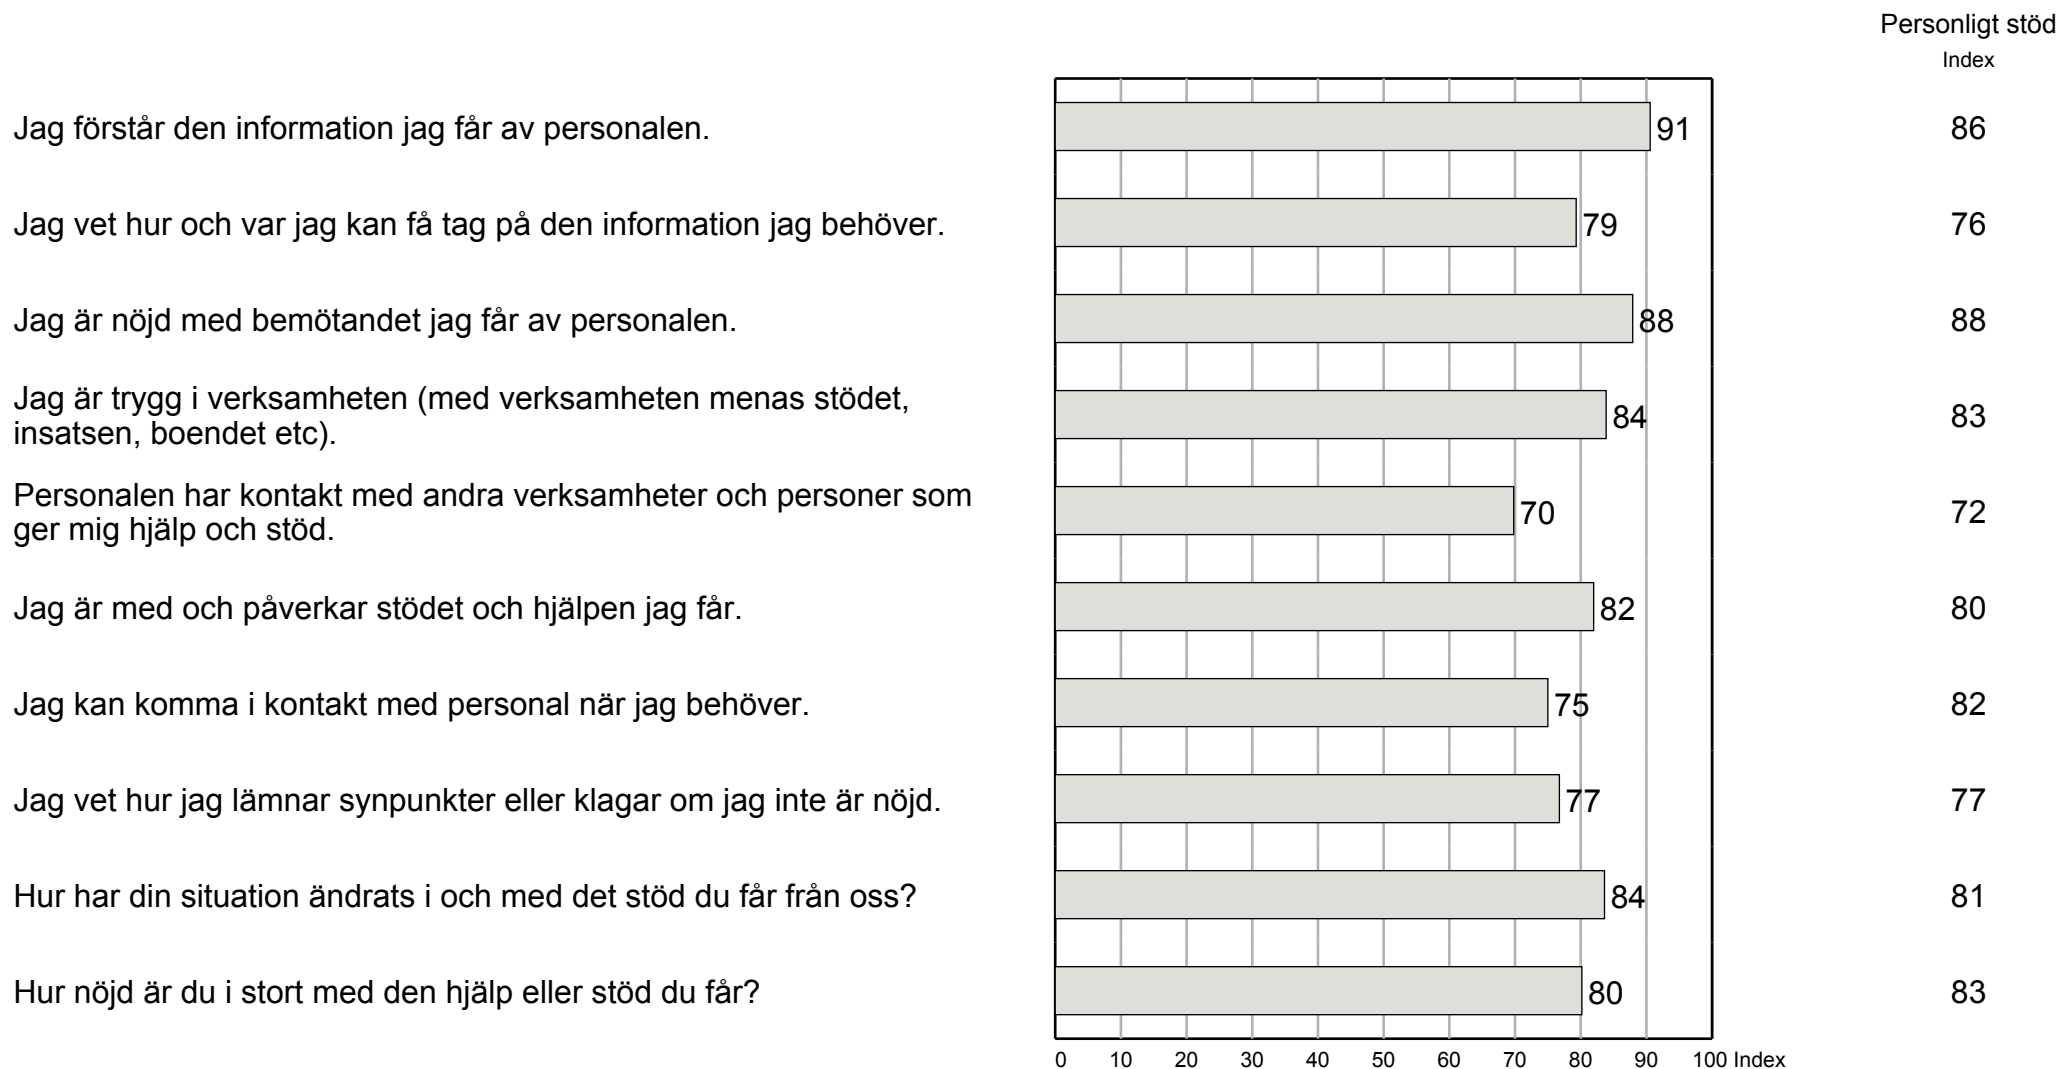 Personligt stöd
Index
Jag förstår den information jag får av personalen. 91 86
Jag vet hur och var jag kan få tag på den information jag behöver. 79 76
Jag är nöjd med bemötandet jag får av personalen. 88 88
Jag är trygg i verksamheten (med verksamheten menas stödet,
insatsen, boendet etc). 84 83
Personalen har kontakt med andra verksamheter och personer som
ger mig hjälp och stöd. 70 72
Jag är med och påverkar stödet och hjälpen jag får. 82 80
Jag kan komma i kontakt med personal när jag behöver. 75 82
Jag vet hur jag lämnar synpunkter eller klagar om jag inte är nöjd. 77 77
Hur har din situation ändrats i och med det stöd du får från oss? 84 81
Hur nöjd är du i stort med den hjälp eller stöd du får? 80 83
0 10 20 30 40 50 60 70 80 90 100 Index